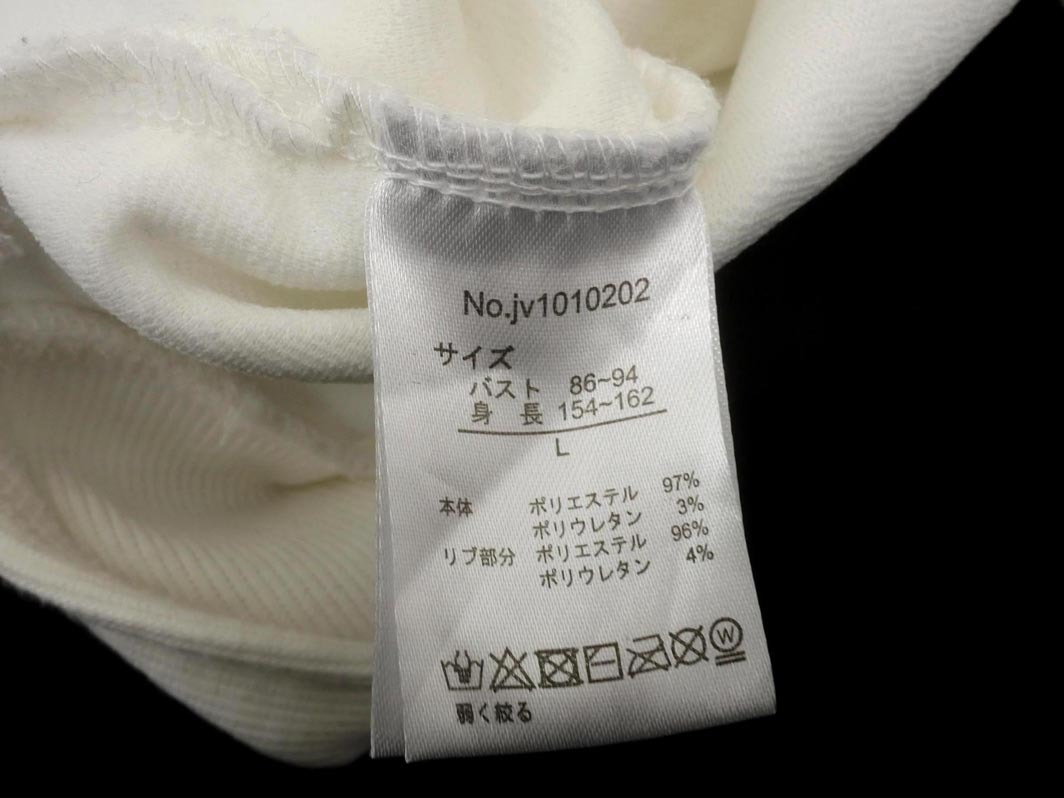 No.jv1010202
サイズ
バスト 86~94
身 長 154~162
L
本体 ポリエステル 97%
ポリウレタン 3%
リブ部分 ポリエステル 96%
ポリウレタン 4%
W
弱く絞る